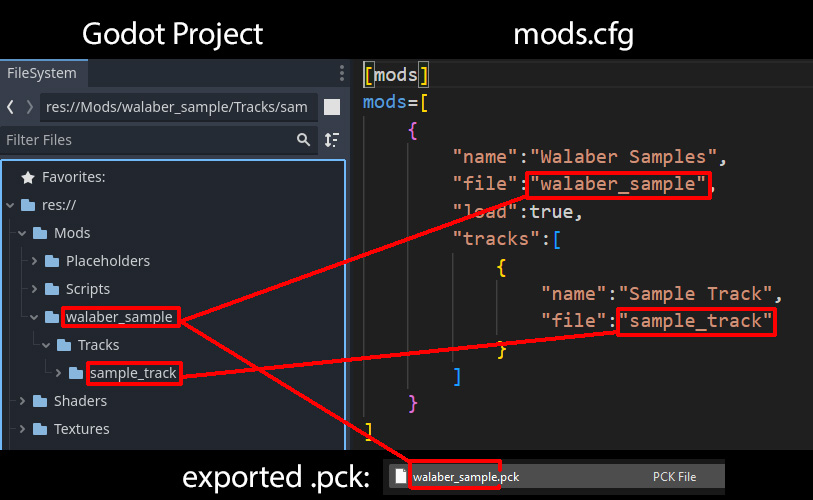 Godot Project
mods.cfg
FileSystem
res://Mods/walaber_sample/Tracks/sam
Filter Files
Favorites:
res://
Mods
Placeholders
Scripts
walaber_sample
Tracks
sample_track
Shaders
Textures
[mods]
mods=[
{
"name":"Walaber Samples",
"file":"walaber_sample",
"load":true,
"tracks":[
{
"name":"Sample Track",
"file":"sample_track"
}
]
}
]
exported .pck:
walaber_sample.pck PCK File